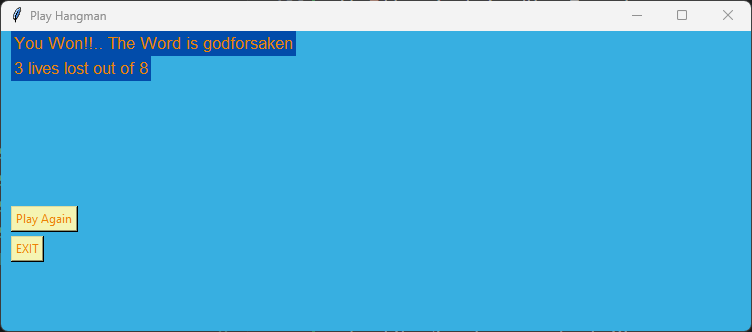 Play Hangman
You Won!!.. The Word is godforsaken
3 lives lost out of 8
Play Again
EXIT